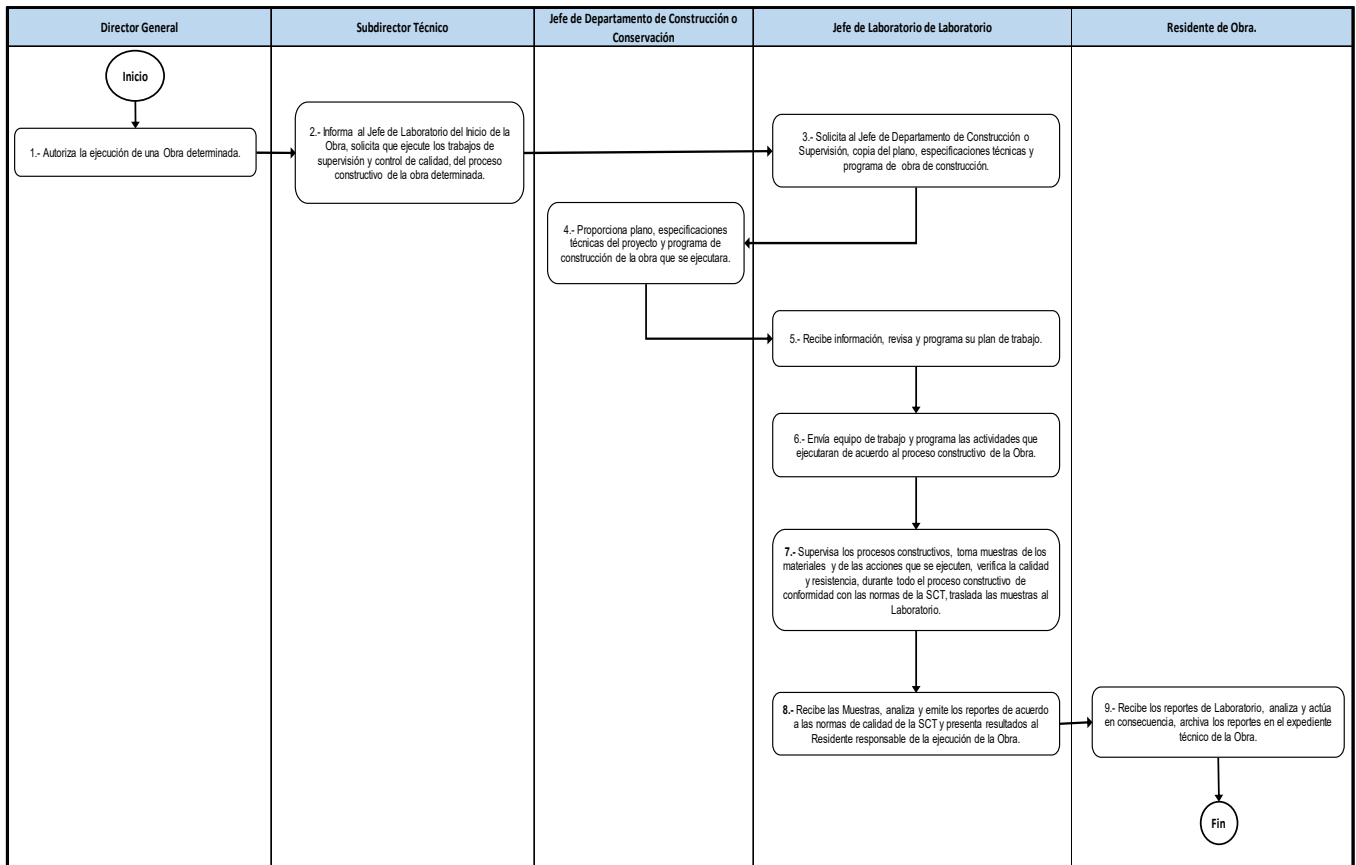 Director General
Subdirector Técnico
Jefe de Departamento de Construcción o
Conservación
Jefe de Laboratorio de Laboratorio
Residente de Obra.
Inicio
1.- Autoriza la ejecución de una Obra determinada.
2.- Informa al Jefe de Laboratorio del Inicio de la
Obra, solicita que ejecute los trabajos de
supervisión y control de calidad, del proceso
constructivo de la obra determinada.
3.- Solicita al Jefe de Departamento de Construcción o
Supervisión, copia del plano, especificaciones técnicas y
programa de obra de construcción.
4.- Proporciona plano, especificaciones
técnicas del proyecto y programa de
construcción de la obra que se ejecutara.
5.- Recibe información, revisa y programa su plan de trabajo.
6.- Envía equipo de trabajo y programa las actividades que
ejecutaran de acuerdo al proceso constructivo de la Obra.
7.- Supervisa los procesos constructivos, toma muestras de los
materiales y de las acciones que se ejecuten, verifica la calidad
y resistencia, durante todo el proceso constructivo de
conformidad con las normas de la SCT, traslada las muestras al
Laboratorio.
8.- Recibe las Muestras, analiza y emite los reportes de acuerdo
a las normas de calidad de la SCT y presenta resultados al
Residente responsable de la ejecución de la Obra.
9.- Recibe los reportes de Laboratorio, analiza y actúa
en consecuencia, archiva los reportes en el expediente
técnico de la Obra.
Fin